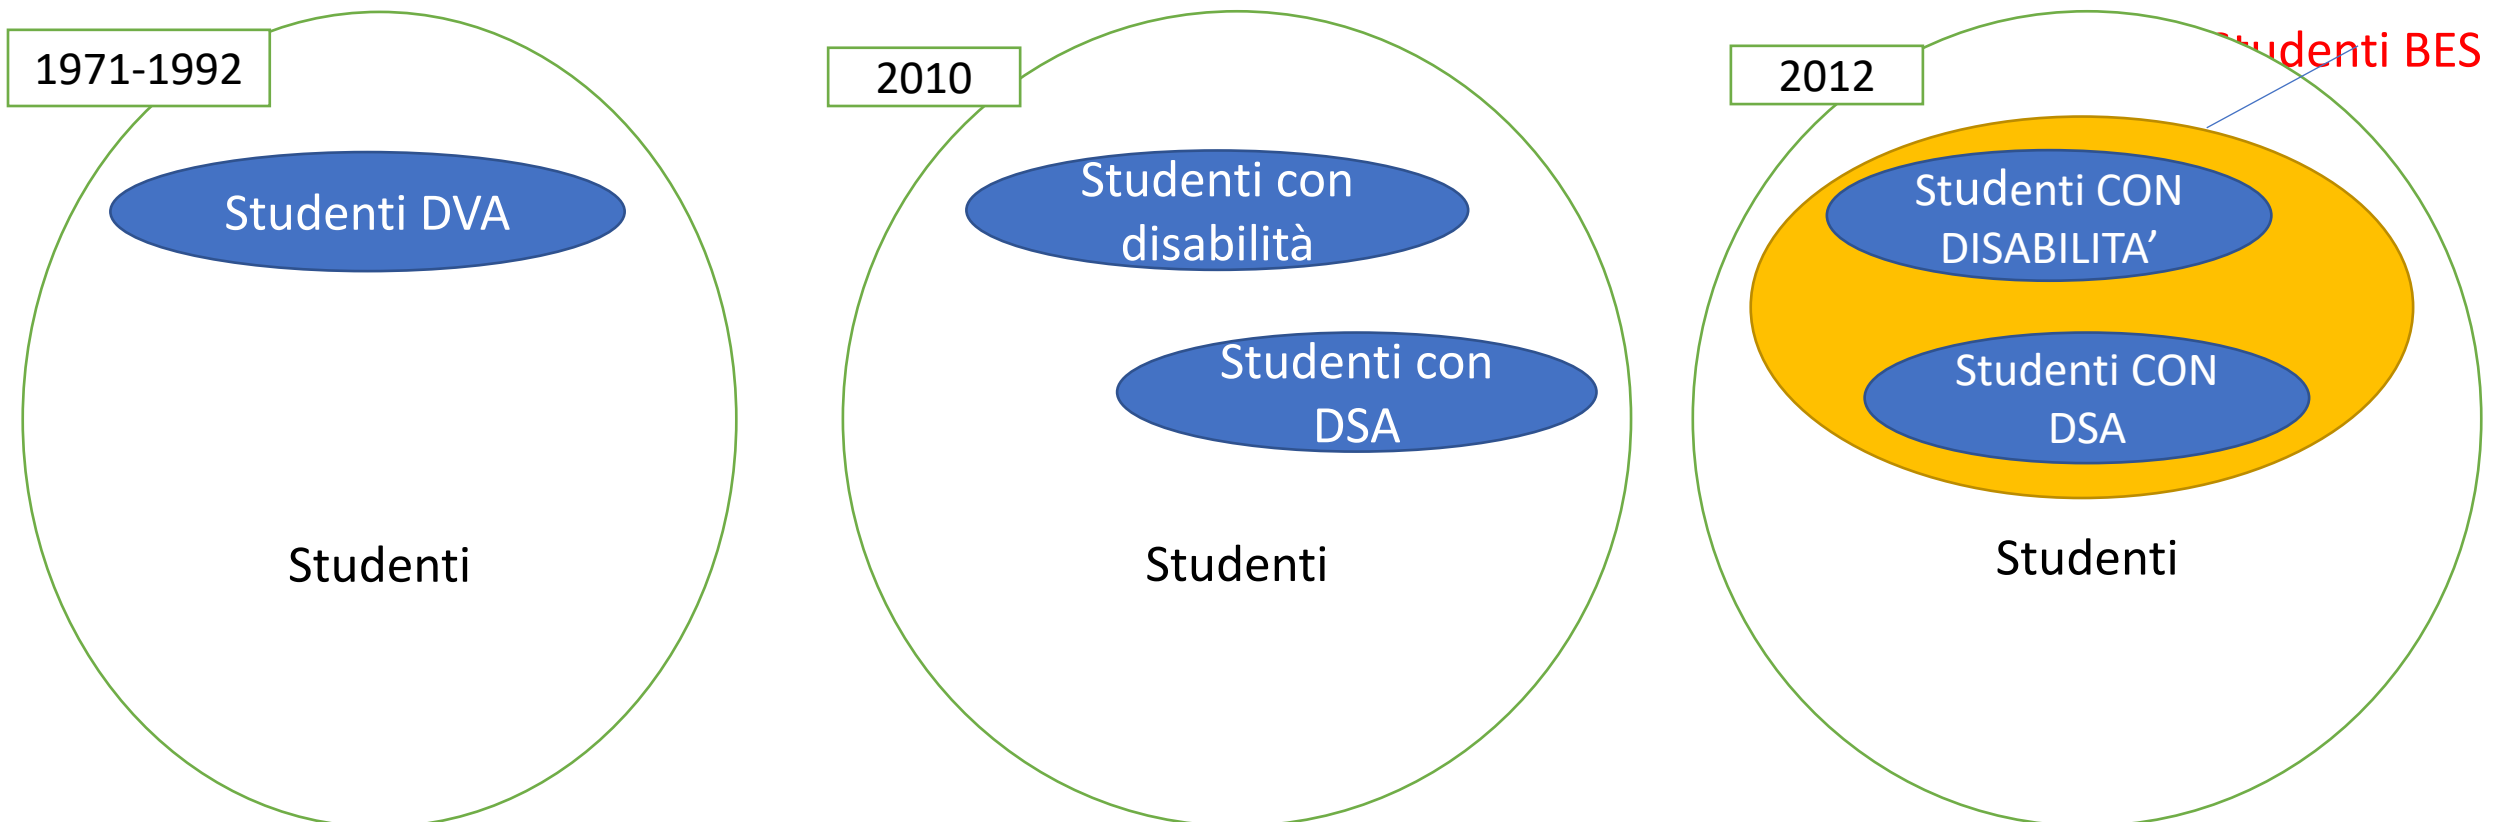 1971-1992
Studenti DVA
Studenti
2010
Studenti con
disabilità
Studenti con
DSA
Studenti
2012
Studenti BES
Studenti CON
DISABILITA’
Studenti CON
DSA
Studenti